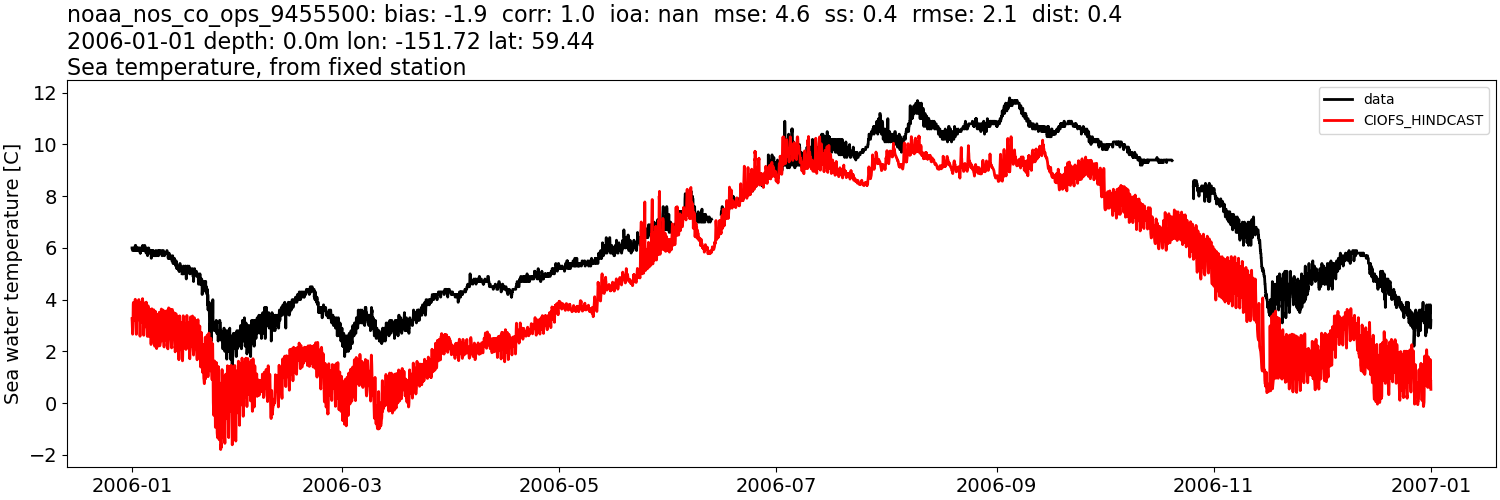 noaa_nos_co_ops_9455500: bias: -1.9  corr: 1.0  ioa: nan  mse: 4.6  ss: 0.4  rmse: 2.1  dist: 0.4
2006-01-01 depth: 0.0m lon: -151.72 lat: 59.44
Sea temperature, from fixed station
Sea water temperature [C]
12
10
8
6
4
2
0
−2
data
CIOFS_HINDCAST
2006-01
2006-03
2006-05
2006-07
2006-09
2006-11
2007-01